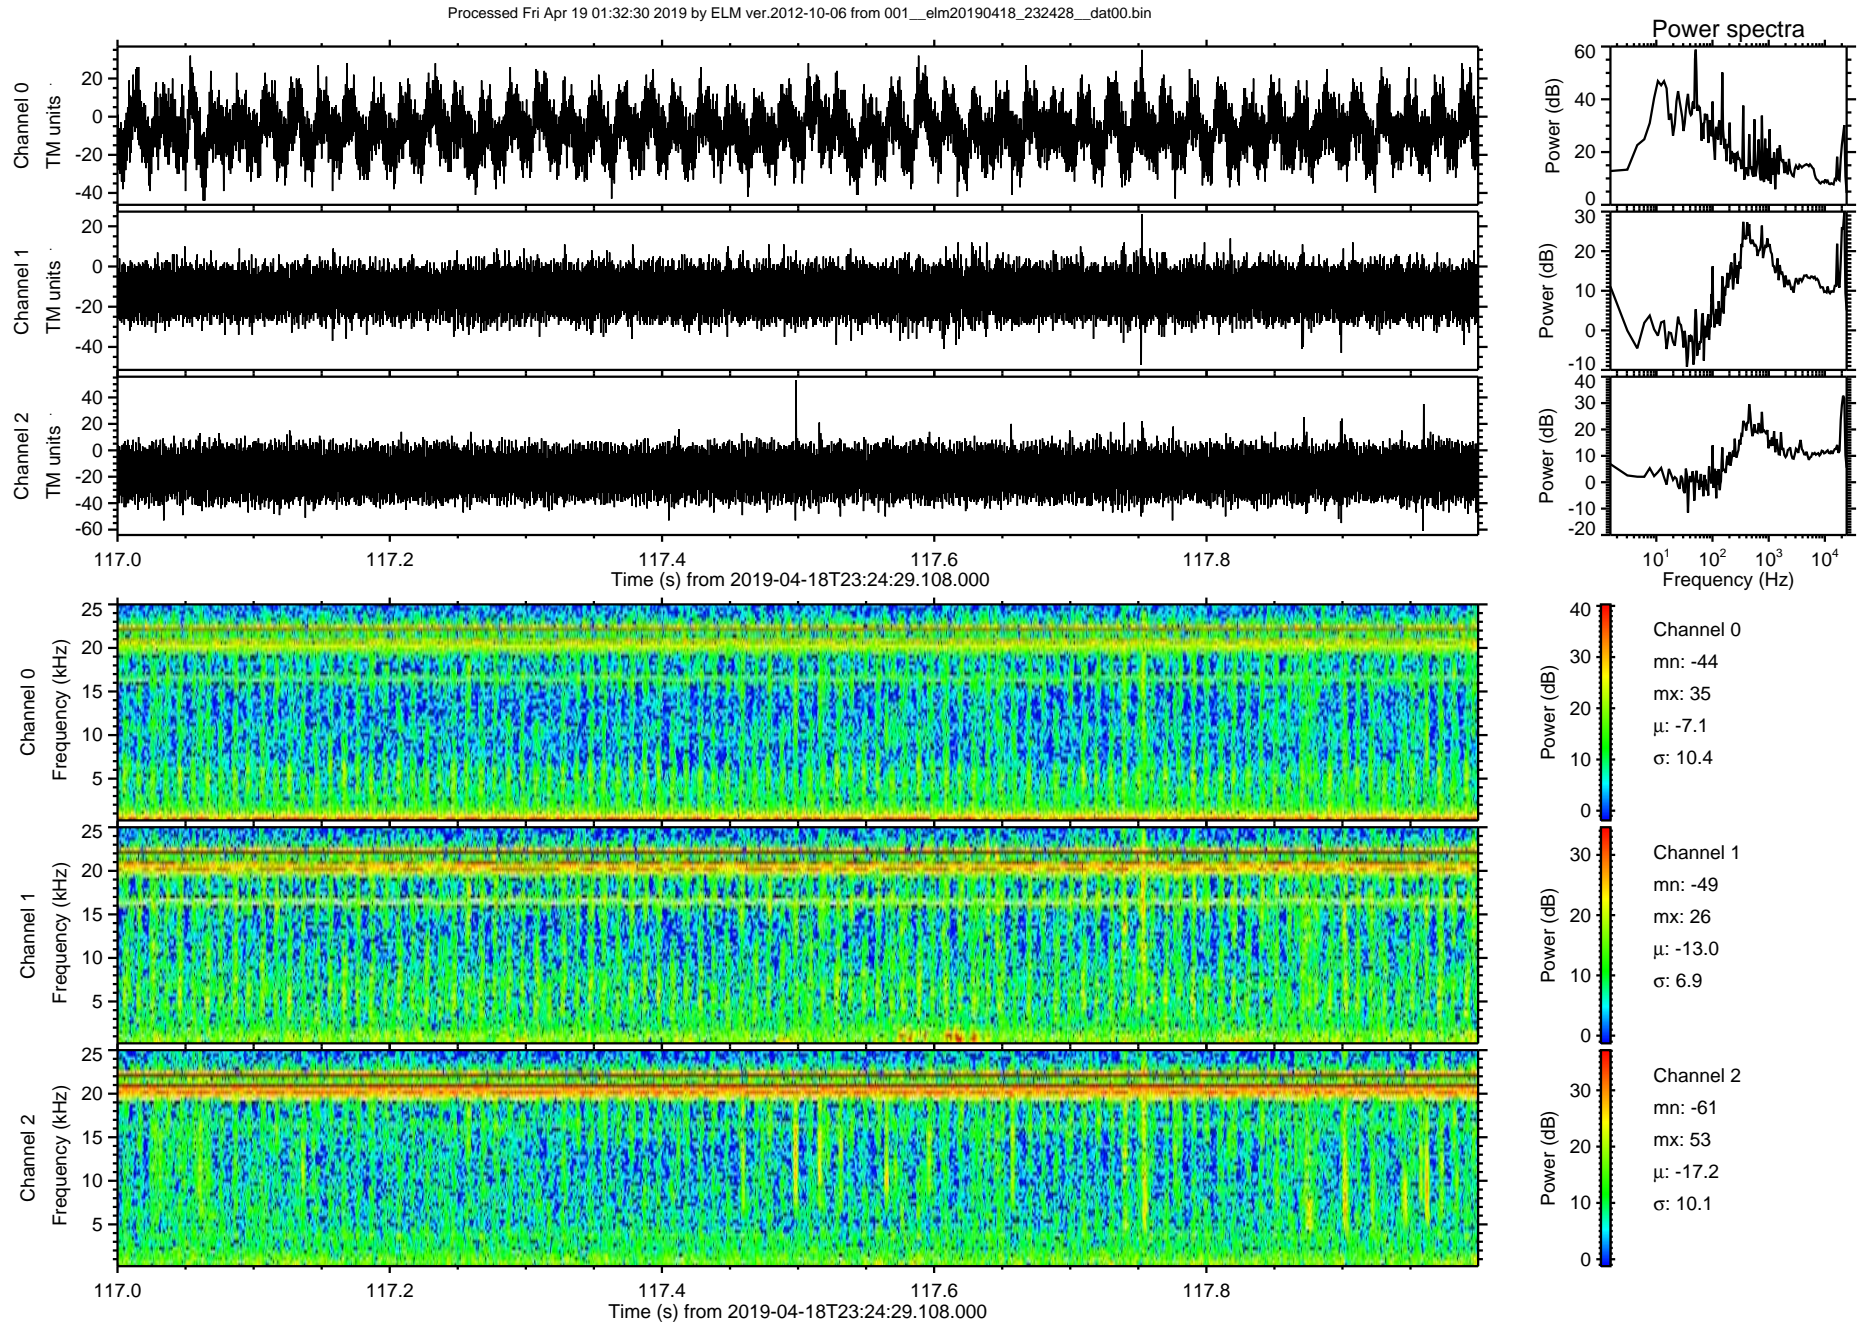 Processed Fri Apr 19 01:32:30 2019 by ELM ver.2012-10-06 from 001__elm20190418_232428__dat00.bin
Power spectra
Channel 0
TM units
20
0
-20
-40
Power (dB)
60
40
20
0
Channel 1
TM units
20
0
-20
-40
Power (dB)
30
20
10
0
-10
Channel 2
TM units
40
20
0
-20
-40
-60
Power (dB)
40
30
20
10
0
-10
-20
117.0 117.2 117.4 117.6 117.8
Time (s) from 2019-04-18T23:24:29.108.000
10¹ 10² 10³ 10⁴
Frequency (Hz)
Channel 0
Frequency (kHz)
25
20
15
10
5
Power (dB)
40
30
20
10
0
Channel 0
mn: -44
mx: 35
μ: -7.1
σ: 10.4
Channel 1
Frequency (kHz)
25
20
15
10
5
Power (dB)
30
20
10
0
Channel 1
mn: -49
mx: 26
μ: -13.0
σ: 6.9
Channel 2
Frequency (kHz)
25
20
15
10
5
Power (dB)
30
20
10
0
Channel 2
mn: -61
mx: 53
μ: -17.2
σ: 10.1
117.0 117.2 117.4 117.6 117.8
Time (s) from 2019-04-18T23:24:29.108.000